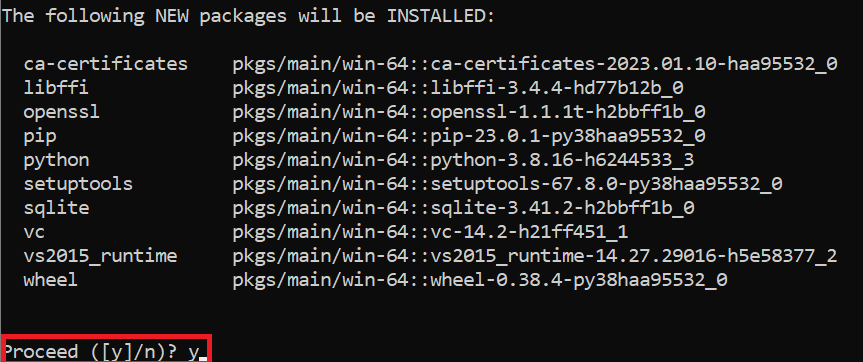 The following NEW packages will be INSTALLED:
ca-certificates pkgs/main/win-64::ca-certificates-2023.01.10-haa95532_0
libffi pkgs/main/win-64::libffi-3.4.4-hd77b12b_0
openssl pkgs/main/win-64::openssl-1.1.1t-h2bbff1b_0
pip pkgs/main/win-64::pip-23.0.1-py38haa95532_0
python pkgs/main/win-64::python-3.8.16-h6244533_3
setuptools pkgs/main/win-64::setuptools-67.8.0-py38haa95532_0
sqlite pkgs/main/win-64::sqlite-3.41.2-h2bbff1b_0
vc pkgs/main/win-64::vc-14.2-h21ff451_1
vs2015_runtime pkgs/main/win-64::vs2015_runtime-14.27.29016-h5e58377_2
wheel pkgs/main/win-64::wheel-0.38.4-py38haa95532_0
Proceed ([y]/n)? y